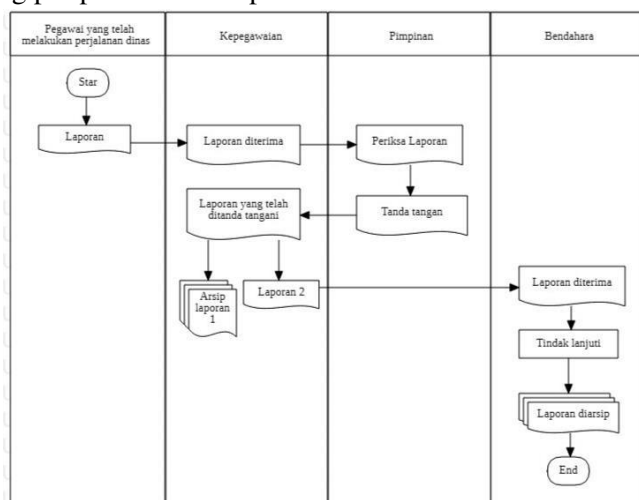 Pegawai yang telah
melakukan perjalanan dinas
Kepegawaian
Pimpinan
Bendahara
Star
Laporan
Laporan diterima
Periksa Laporan
Laporan yang telah
ditanda tangani
Tanda tangan
Arsip
laporan
1
Laporan 2
Laporan diterima
Tindak lanjuti
Laporan diarsip
End